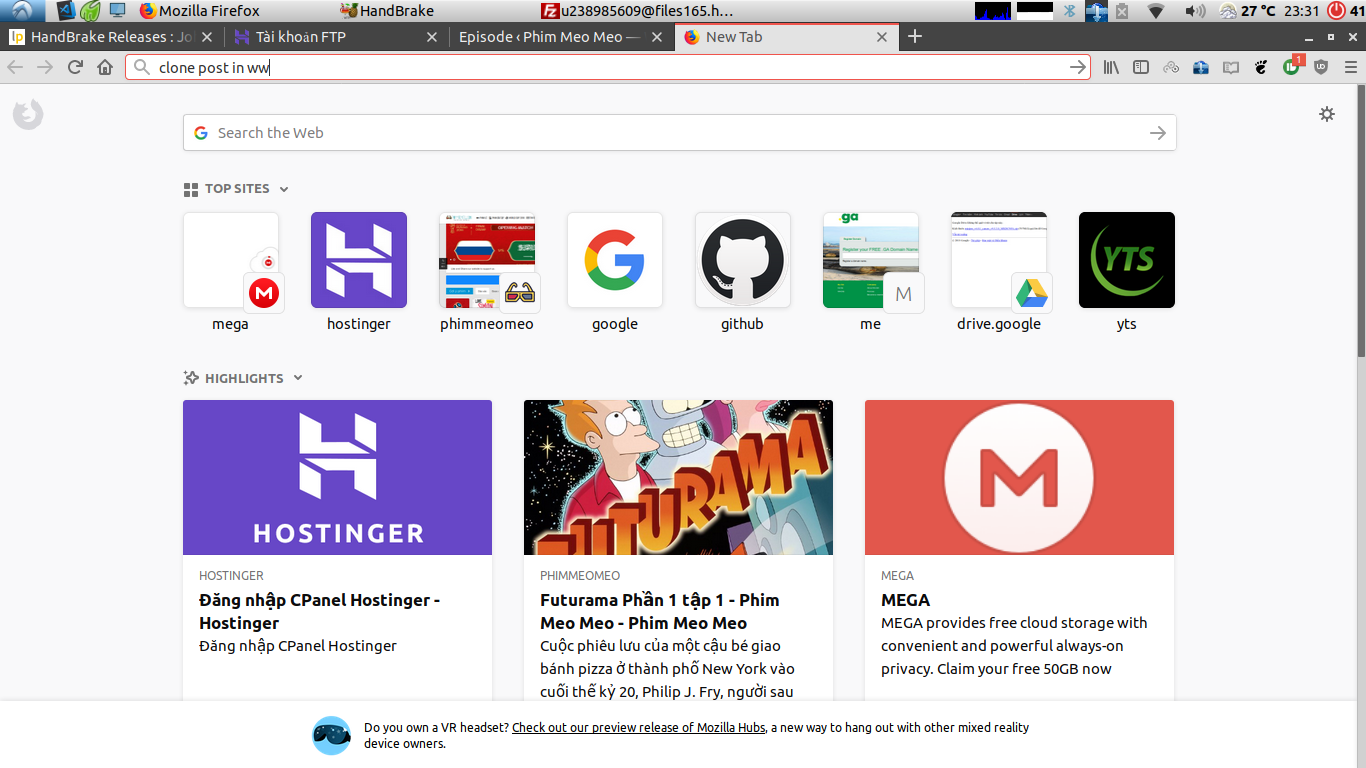 Mozilla Firefox
HandBrake
u238985609@files165.h...
27 °C
23:31
41
HandBrake Releases : Jo
Tài khoản FTP
Episode ‹ Phim Meo Meo —
New Tab
clone post in ww
1
Search the Web
TOP SITES
ga
OPENING MATCH
YTS
M
mega
hostinger
phimmeomeo
google
github
me
drive.google
yts
HIGHLIGHTS
HOSTINGER
FUTURAMA
M
HOSTINGER
Đăng nhập CPanel Hostinger -
Hostinger
Đăng nhập CPanel Hostinger
PHIMMEOMEO
Futurama Phần 1 tập 1 - Phim
Meo Meo - Phim Meo Meo
Cuộc phiêu lưu của một cậu bé giao
bánh pizza ở thành phố New York vào
cuối thế kỷ 20, Philip J. Fry, người sau
MEGA
MEGA
MEGA provides free cloud storage with
convenient and powerful always-on
privacy. Claim your free 50GB now
Do you own a VR headset? Check out our preview release of Mozilla Hubs, a new way to hang out with other mixed reality
device owners.